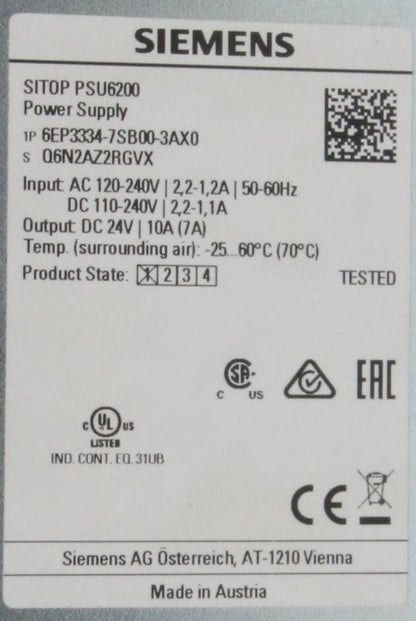 SIEMENS
SITOP PSU6200
Power Supply
1P 6EP3334-7SB00-3AX0
S Q6N2AZ2RGVX
Input: AC 120-240V | 2,2-1,2A | 50-60Hz
DC 110-240V | 2,2-1,1A
Output: DC 24V | 10A (7A)
Temp. (surrounding air): -25...60°C (70°C)
Product State: 1 2 3 4 TESTED
C SA US
EAC
C UL US
LISTED
IND. CONT. EQ. 31UB
CE
Siemens AG Österreich, AT-1210 Vienna
Made in Austria